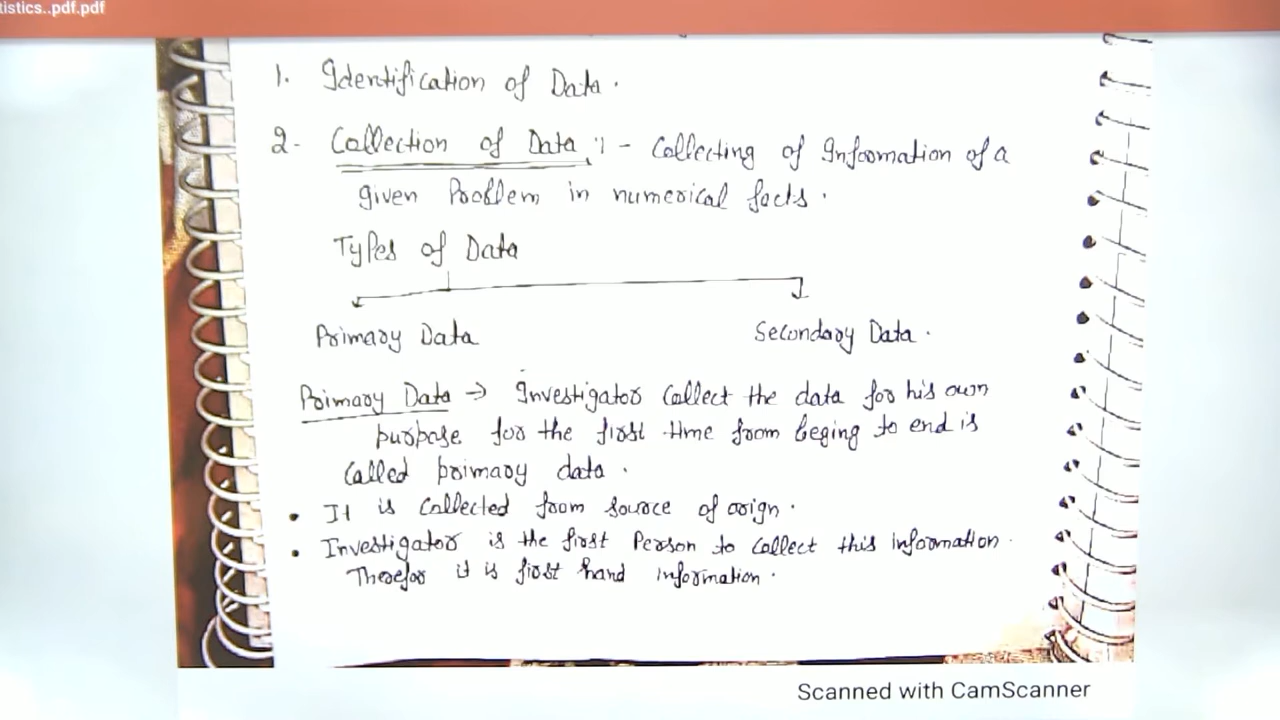 tistics..pdf.pdf
1. Identification of Data.
2- Collection of Data :- Collecting of Information of a
given Problem in numerical facts.
Types of Data
Primary Data Secondary Data.
Primary Data → Investigator Collect the data for his own
purpose for the first time from beging to end is
Called primary data.
• It is Collected from source of orign.
• Investigator is the first Person to collect this information.
Therefor it is first hand information.
Scanned with CamScanner